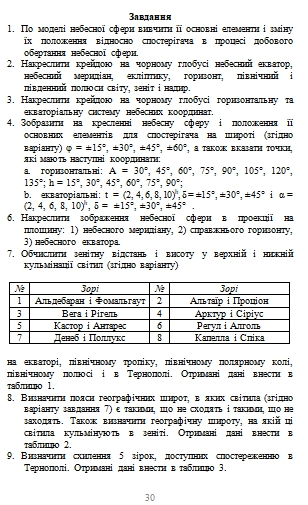 Завдання
1. По моделі небесної сфери вивчити її основні елементи і зміну
їх положення відносно спостерігача в процесі добового
обертання небесної сфери.
2. Накреслити крейдою на чорному глобусі небесний екватор,
небесний меридіан, екліптику, горизонт, північний і
південний полюси світу, зеніт і надир.
3. Накреслити крейдою на чорному глобусі горизонтальну та
екваторіальну систему небесних координат.
4. Зобразити на кресленні небесну сферу і положення її
основних елементів для спостерігача на широті (згідно
варіанту) φ = ±15°, ±30°, ±45°, ±60°, а також вказати точки,
які мають наступні координати:
а. горизонтальні: А = 30°, 45°, 60°, 75°, 90°, 105°, 120°,
135°; h = 15°, 30°, 45°, 60°, 75°, 90°;
b. екваторіальні: t = (2, 4, 6, 8, 10)ʰ, δ= ±15°, ±30°, ±45° і α =
(2, 4, 6, 8, 10)ʰ, δ = ±15°, ±30°, ±45° .
6. Накреслити зображення небесної сфери в проекції на
площину: 1) небесного меридіану, 2) справжнього горизонту,
3) небесного екватора.
7. Обчислити зенітну відстань і висоту у верхній і нижній
кульмінації світил (згідно варіанту)
№ Зорі № Зорі
1 Альдебаран і Фомальгаут 2 Альтаїр і Проціон
3 Вега і Рігель 4 Арктур і Сіріус
5 Кастор і Антарес 6 Регул і Алголь
7 Денеб і Поллукс 8 Капелла і Спіка
на екваторі, північному тропіку, північному полярному колі,
північному полюсі і в Тернополі. Отримані дані внести в
таблицю 1.
8. Визначити пояси географічних широт, в яких світила (згідно
варіанту завдання 7) є такими, що не сходять і такими, що не
заходять. Також визначити географічну широту, на якій ці
світила кульмінують в зеніті. Отримані дані внести в
таблицю 2.
9. Визначити схилення 5 зірок, доступних спостереженню в
Тернополі. Отримані дані внести в таблицю 3.
30